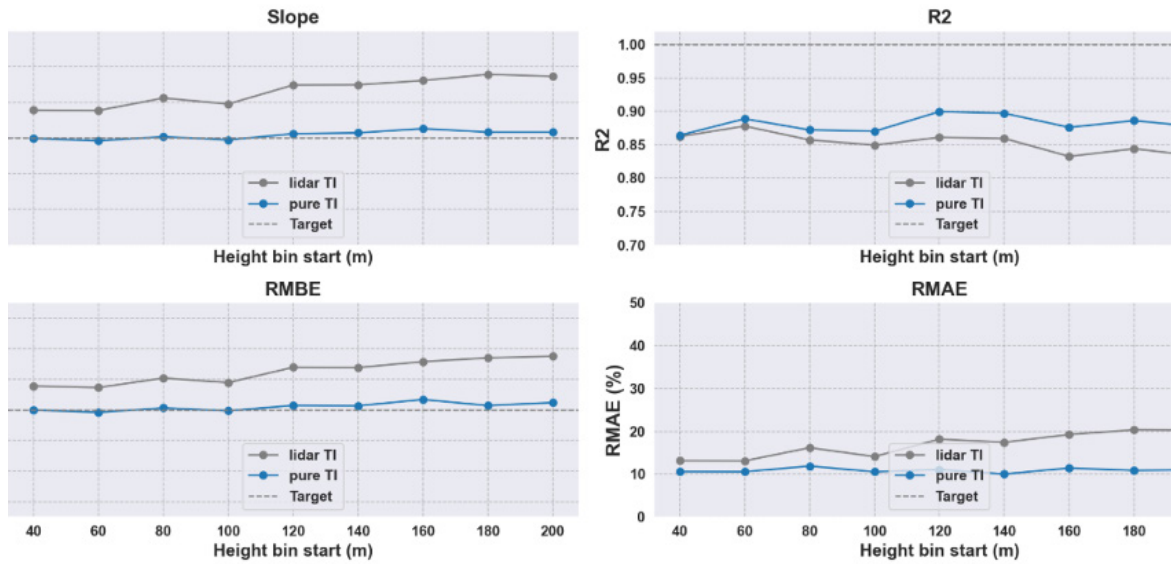 Slope
lidar TI
pure TI
Target
Height bin start (m)
R2
1.00
0.95
0.90
0.85
0.80
0.75
0.70
R2
lidar TI
pure TI
Target
Height bin start (m)
RMBE
lidar TI
pure TI
Target
40 60 80 100 120 140 160 180 200
Height bin start (m)
RMAE
50
40
30
20
10
0
RMAE (%)
lidar TI
pure TI
Target
40 60 80 100 120 140 160 180
Height bin start (m)